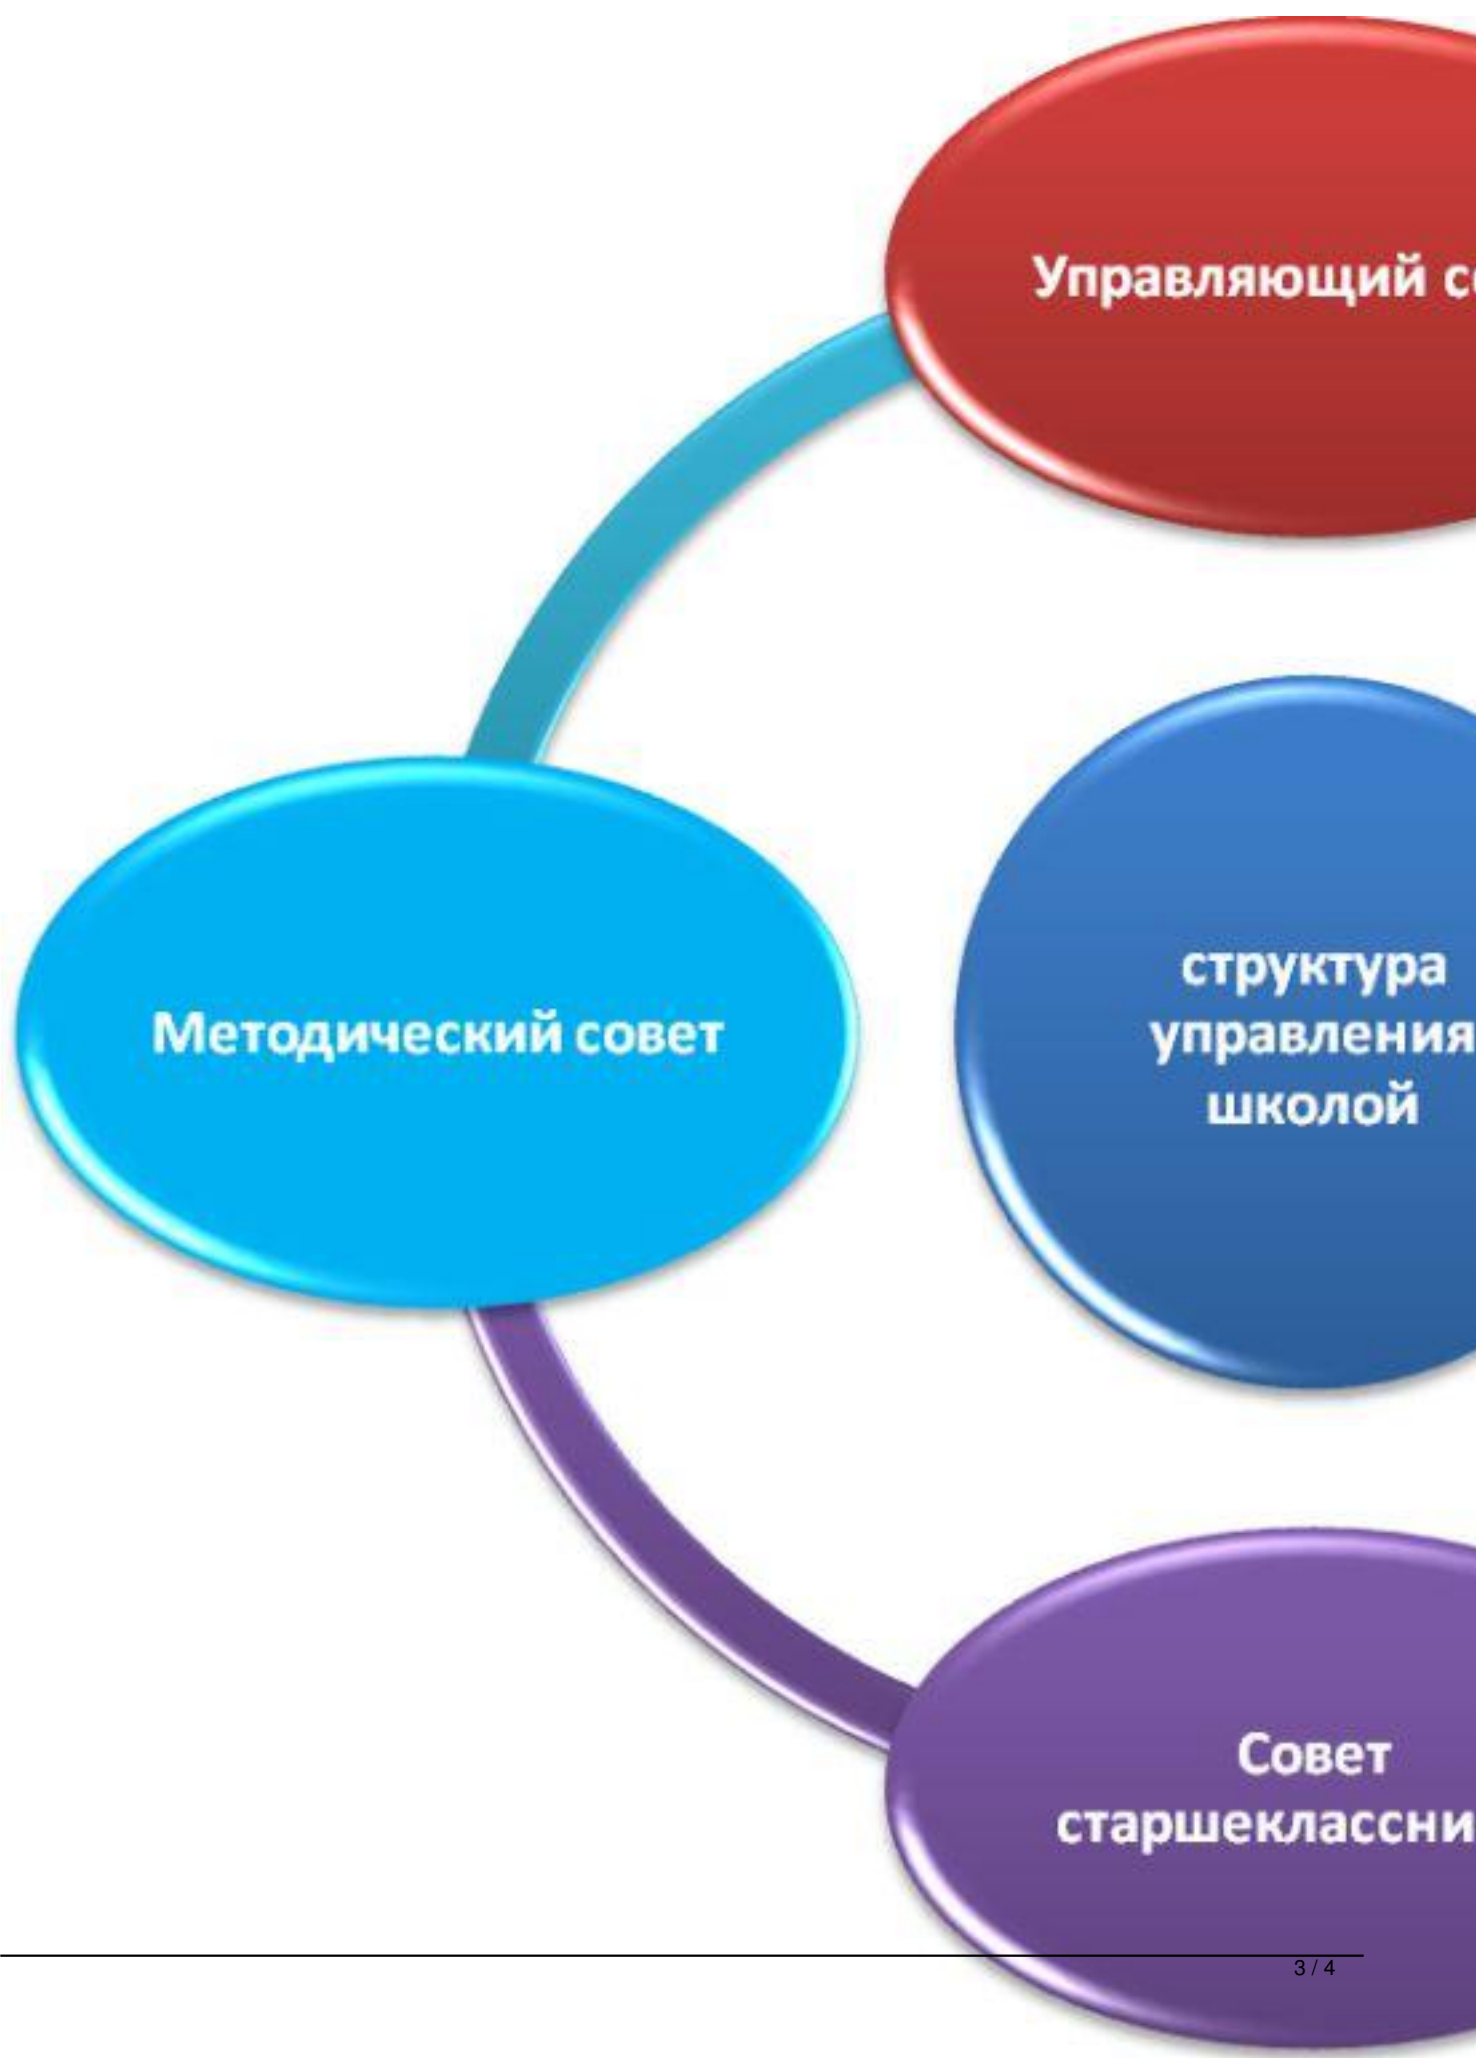 Управляющий
Методический совет
структура
управления
школой
Совет
3 / 4